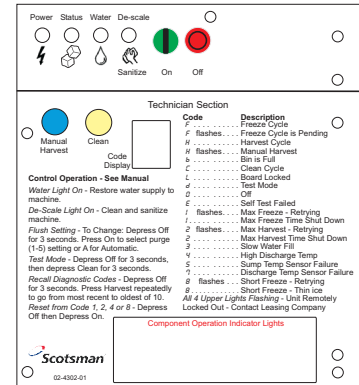 Power Status Water De-scale
Sanitize On Off
Technician Section
Manual
Harvest
Clean
Code
Display
Code Description
F . . . . . . . . . . Freeze Cycle
F flashes. . . . Freeze Cycle is Pending
H . . . . . . . . . . Harvest Cycle
H flashes. . . . Manual Harvest
b. . . . . . . . . . . Bin is Full
C . . . . . . . . . . Clean Cycle
L . . . . . . . . . . Board Locked
d . . . . . . . . . . Test Mode
O . . . . . . . . . . Off
E . . . . . . . . . . Self Test Failed
1 flashes. . . . Max Freeze - Retrying
1 . . . . . . . . . . Max Freeze Time Shut Down
2 flashes. . . . Max Harvest - Retrying
2 . . . . . . . . . . Max Harvest Time Shut Down
3 . . . . . . . . . . Slow Water Fill
4 . . . . . . . . . . High Discharge Temp
5 . . . . . . . . . . Sump Temp Sensor Failure
7 . . . . . . . . . . Discharge Temp Sensor Failure
8 flashes . . . Short Freeze - Retrying
8 . . . . . . . . . . Short Freeze - Thin ice
All 4 Upper Lights Flashing - Unit Remotely
Locked Out - Contact Leasing Company
Control Operation - See Manual
Water Light On - Restore water supply to
machine.
De-Scale Light On - Clean and sanitize
machine.
Flush Setting - To Change: Depress Off
for 3 seconds. Press On to select purge
(1-5) setting or A for Automatic.
Test Mode - Depress Off for 3 seconds,
then depress Clean for 3 seconds.
Recall Diagnostic Codes - Depress Off
for 3 seconds. Press Harvest repeatedly
to go from most recent to oldest of 10.
Reset from Code 1, 2, 4 or 8 - Depress
Off then Depress On.
Component Operation Indicator Lights
Scotsman
02-4302-01